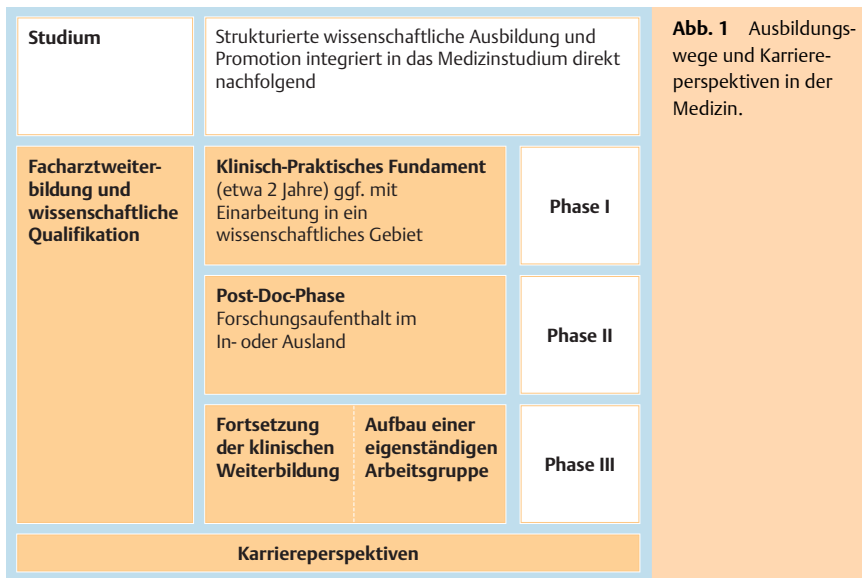 Studium
Strukturierte wissenschaftliche Ausbildung und
Promotion integriert in das Medizinstudium direkt
nachfolgend
Facharztweiter-
bildung und
wissenschaftliche
Qualifikation
Klinisch-Praktisches Fundament
(etwa 2 Jahre) ggf. mit
Einarbeitung in ein
wissenschaftliches Gebiet
Phase I
Post-Doc-Phase
Forschungsaufenthalt im
In- oder Ausland
Phase II
Fortsetzung
der klinischen
Weiterbildung
Aufbau einer
eigenständigen
Arbeitsgruppe
Phase III
Karriereperspektiven
Abb. 1 Ausbildungs-
wege und Karriere-
perspektiven in der
Medizin.